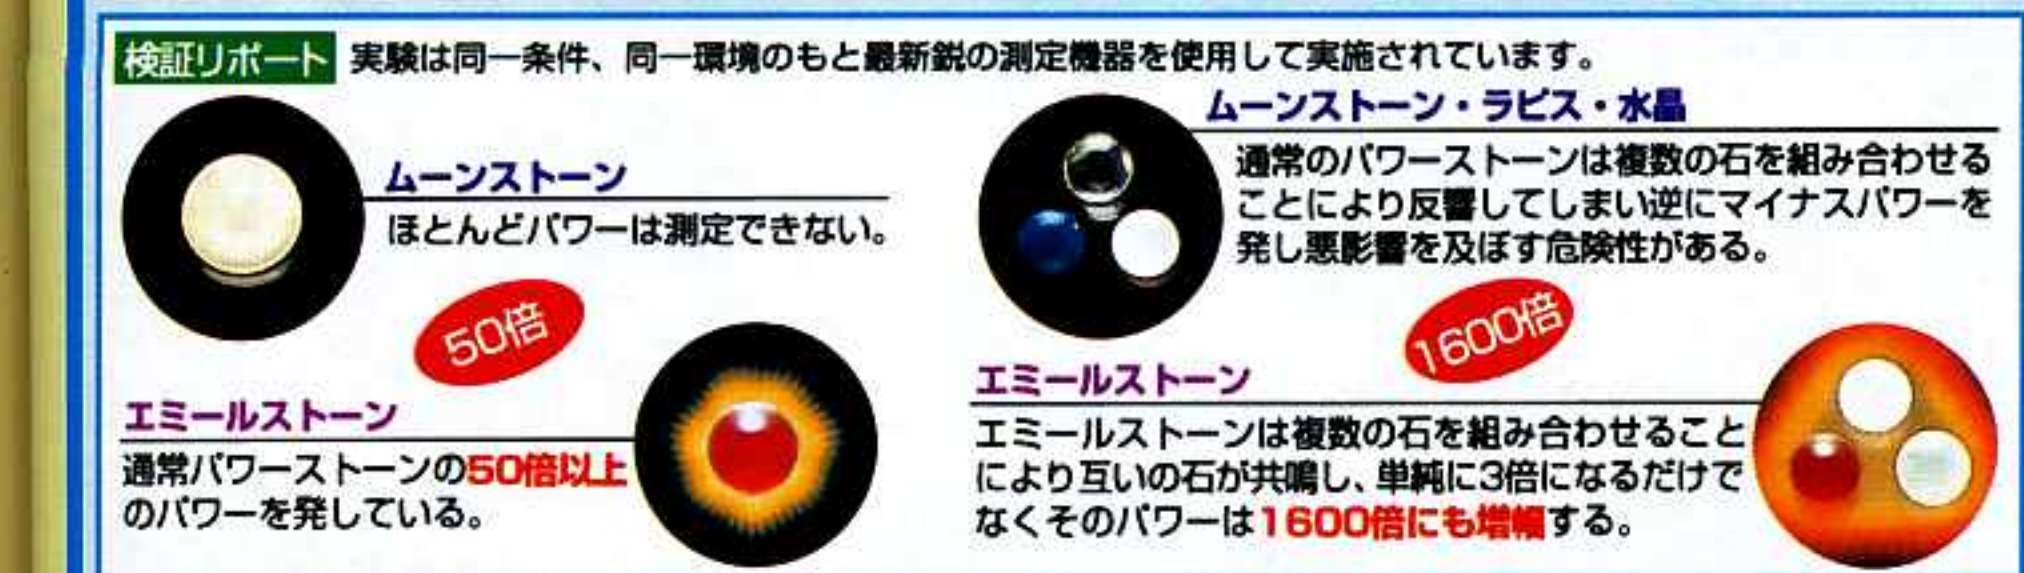 検証リポート 実験は同一条件、同一環境のもと最新鋭の測定機器を使用して実施されています。
ムーンストーン
ほとんどパワーは測定できない。
50倍
エミールストーン
通常パワーストーンの50倍以上
のパワーを発している。
ムーンストーン・ラピス・水晶
通常のパワーストーンは複数の石を組み合わせる
ことにより反響してしまい逆にマイナスパワーを
発し悪影響を及ぼす危険性がある。
1600倍
エミールストーン
エミールストーンは複数の石を組み合わせること
により互いの石が共鳴し、単純に3倍になるだけで
なくそのパワーは1600倍にも増幅する。